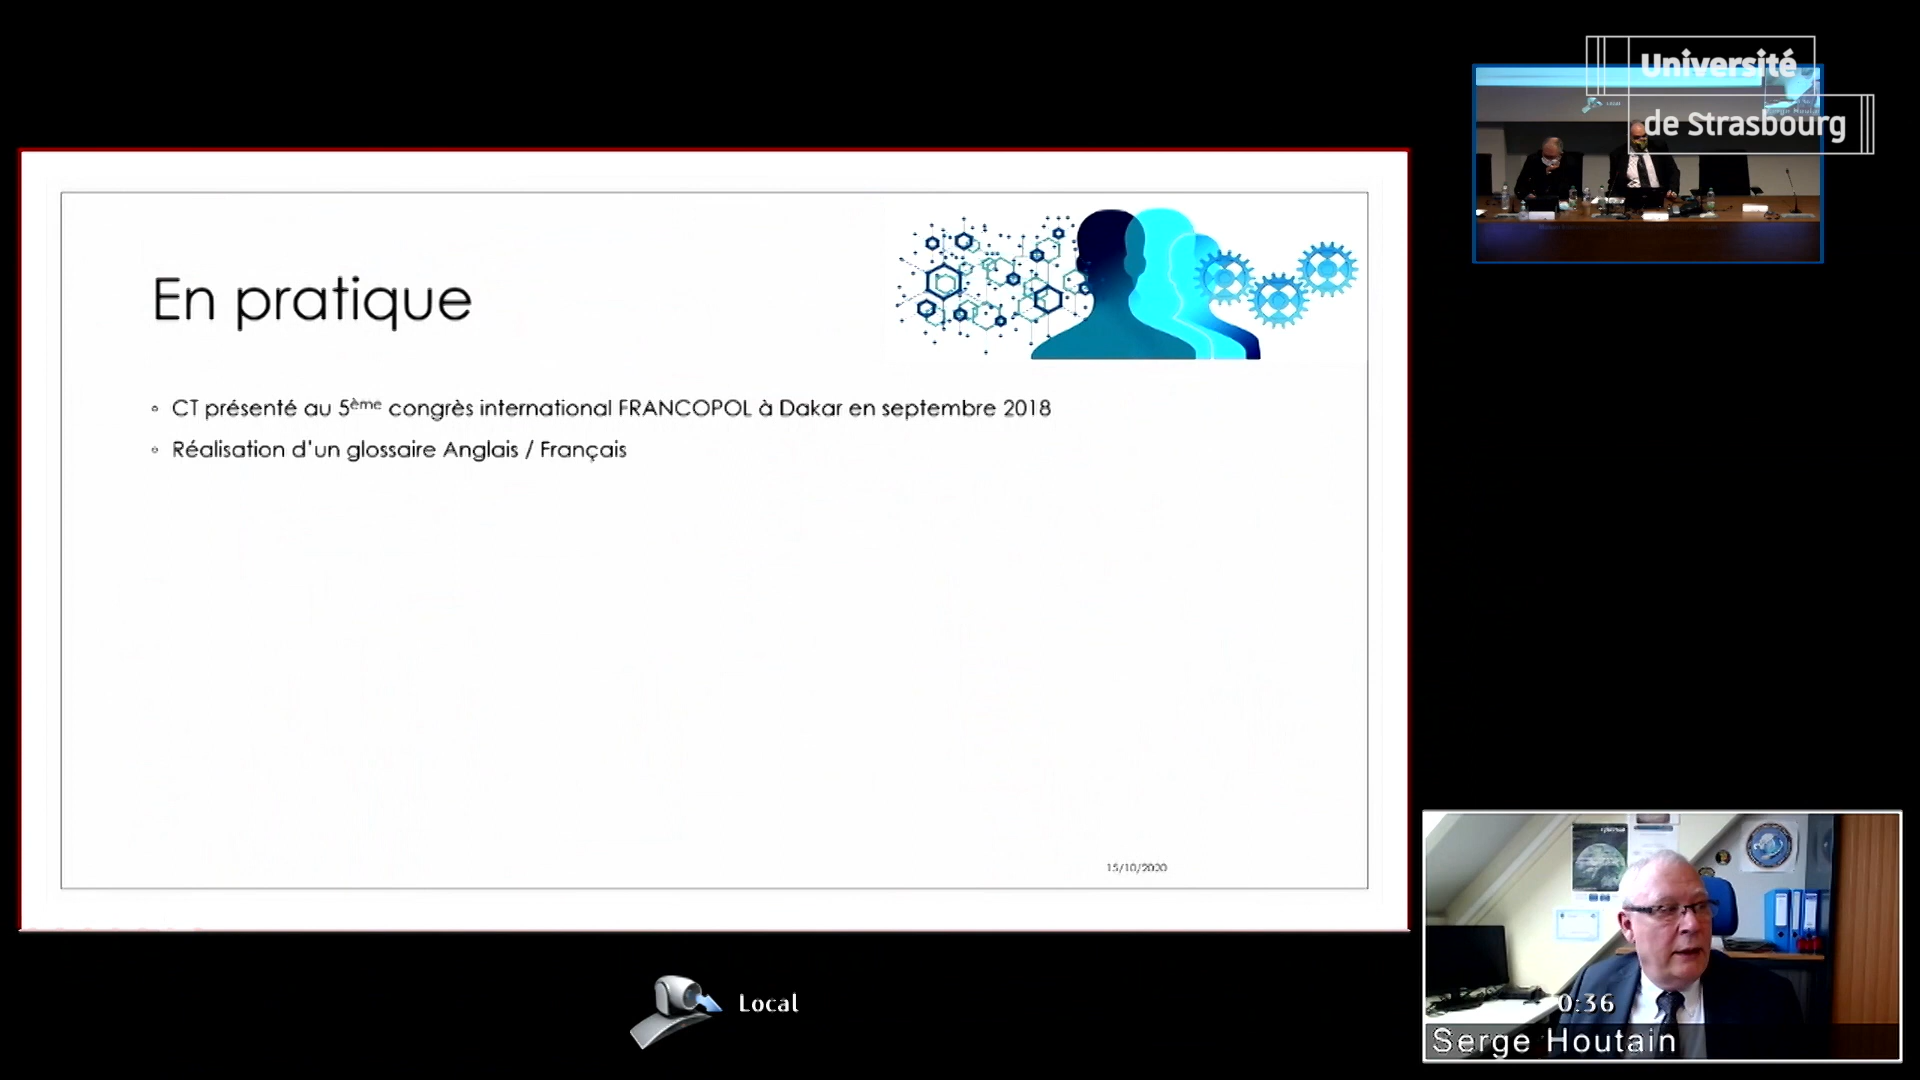 Université
de Strasbourg
En pratique
CT présenté au 5ème congrès international FRANCOPOL à Dakar en septembre 2018
Réalisation d'un glossaire Anglais / Français
15/10/2020
Local
0:36
Serge Houtain